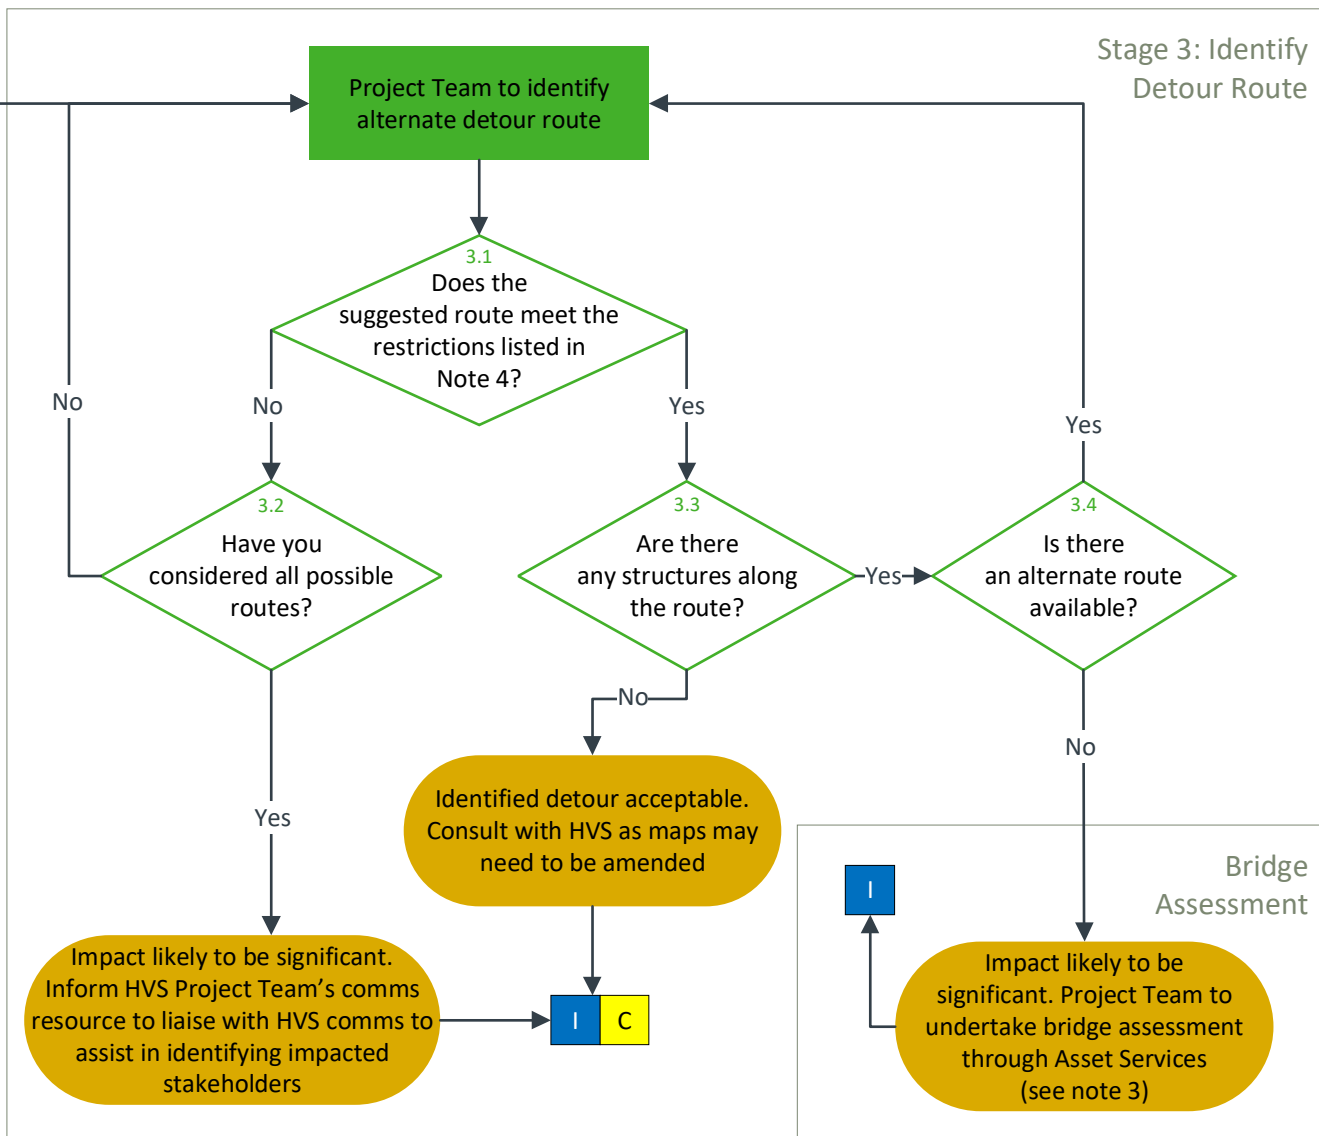 Stage 3: Identify
Detour Route
Project Team to identify
alternate detour route
3.1
Does the
suggested route meet the
restrictions listed in
Note 4?
No
No
Yes
Yes
3.2
Have you
considered all possible
routes?
3.3
Are there
any structures along
the route?
Yes
3.4
Is there
an alternate route
available?
No
No
Yes
Identified detour acceptable.
Consult with HVS as maps may
need to be amended
Bridge
Assessment
I
Impact likely to be significant.
Inform HVS Project Team’s comms
resource to liaise with HVS comms to
assist in identifying impacted
stakeholders
I C
Impact likely to be
significant. Project Team to
undertake bridge assessment
through Asset Services
(see note 3)